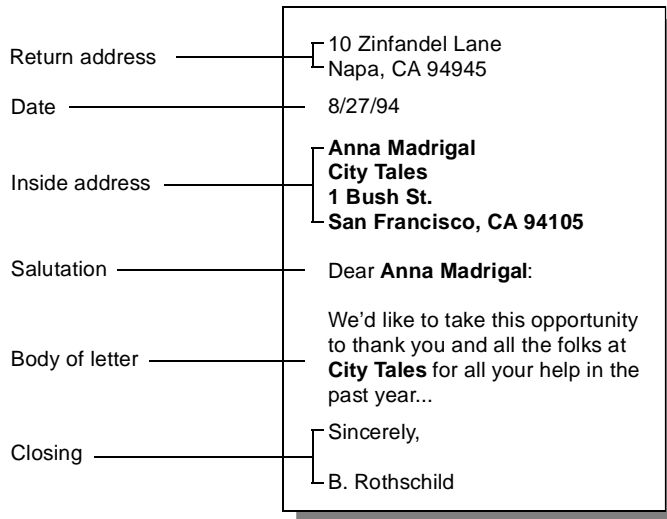 Return address
10 Zinfandel Lane
Napa, CA 94945
Date
8/27/94
Inside address
Anna Madrigal
City Tales
1 Bush St.
San Francisco, CA 94105
Salutation
Dear Anna Madrigal:
Body of letter
We’d like to take this opportunity
to thank you and all the folks at
City Tales for all your help in the
past year...
Closing
Sincerely,
B. Rothschild